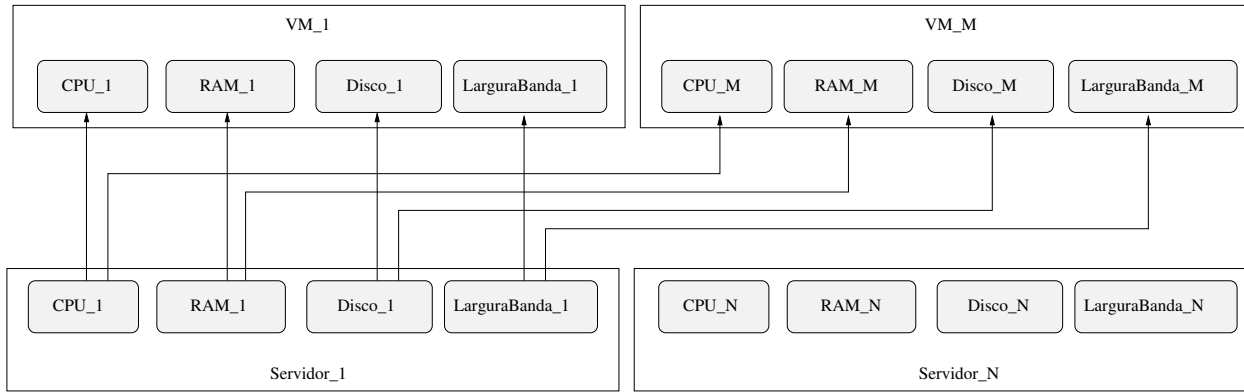 VM_1
VM_M
CPU_1
RAM_1
Disco_1
LarguraBanda_1
CPU_M
RAM_M
Disco_M
LarguraBanda_M
CPU_1
RAM_1
Disco_1
LarguraBanda_1
CPU_N
RAM_N
Disco_N
LarguraBanda_N
Servidor_1
Servidor_N